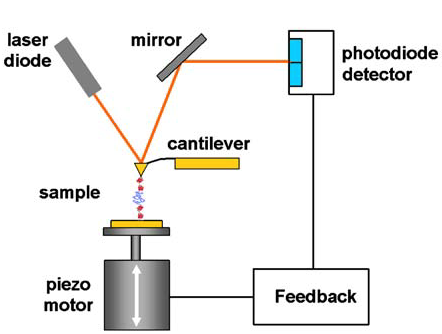 laser
diode
mirror
photodiode
detector
cantilever
sample
piezo
motor
Feedback